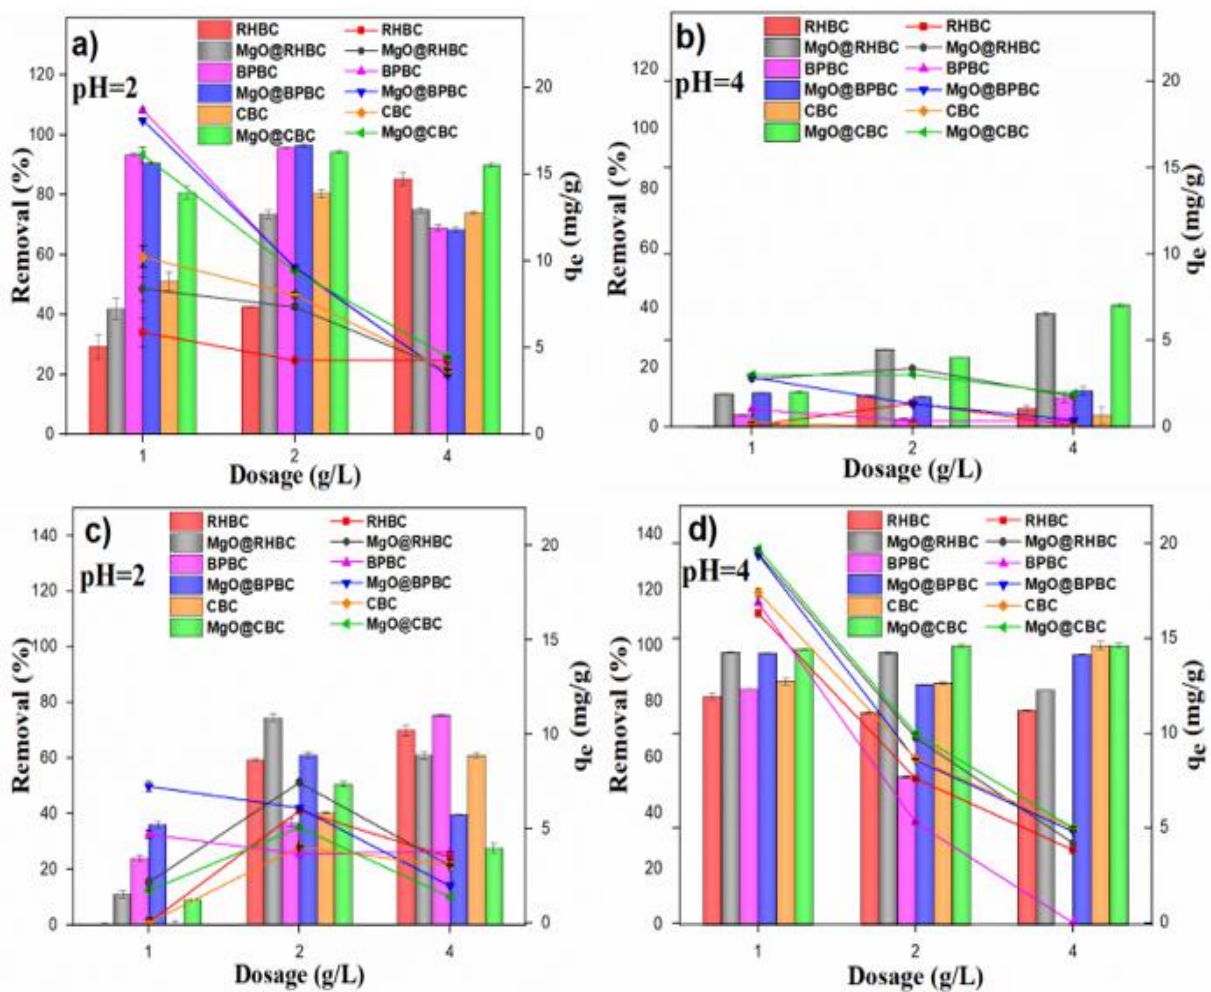 a)
pH=2
RHBC RHBC
MgO@RHBC MgO@RHBC
BPBC BPBC
MgO@BPBC MgO@BPBC
CBC CBC
MgO@CBC MgO@CBC
Removal (%)
0 20 40 60 80 100 120
qe (mg/g)
0 5 10 15 20
1 2 4
Dosage (g/L)
b)
pH=4
RHBC RHBC
MgO@RHBC MgO@RHBC
BPBC BPBC
MgO@BPBC MgO@BPBC
CBC CBC
MgO@CBC MgO@CBC
Removal (%)
0 20 40 60 80 100 120
qe (mg/g)
0 5 10 15 20
1 2 4
Dosage (g/L)
c)
pH=2
RHBC RHBC
MgO@RHBC MgO@RHBC
BPBC BPBC
MgO@BPBC MgO@BPBC
CBC CBC
MgO@CBC MgO@CBC
Removal (%)
0 20 40 60 80 100 120 140
qe (mg/g)
0 5 10 15 20
1 2 4
Dosage (g/L)
d)
pH=4
RHBC RHBC
MgO@RHBC MgO@RHBC
BPBC BPBC
MgO@BPBC MgO@BPBC
CBC CBC
MgO@CBC MgO@CBC
Removal (%)
0 20 40 60 80 100 120 140
qe (mg/g)
0 5 10 15 20
1 2 4
Dosage (g/L)